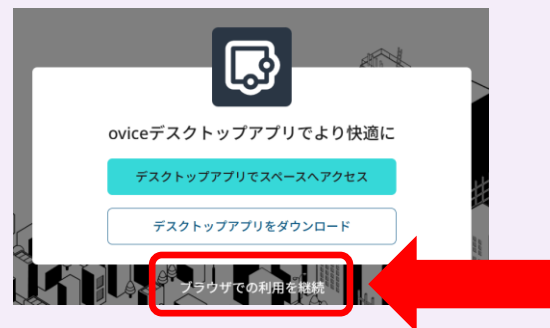 oviceデスクトップアプリでより快適に
デスクトップアプリでスペースへアクセス
デスクトップアプリをダウンロード
ブラウザでの利用を継続